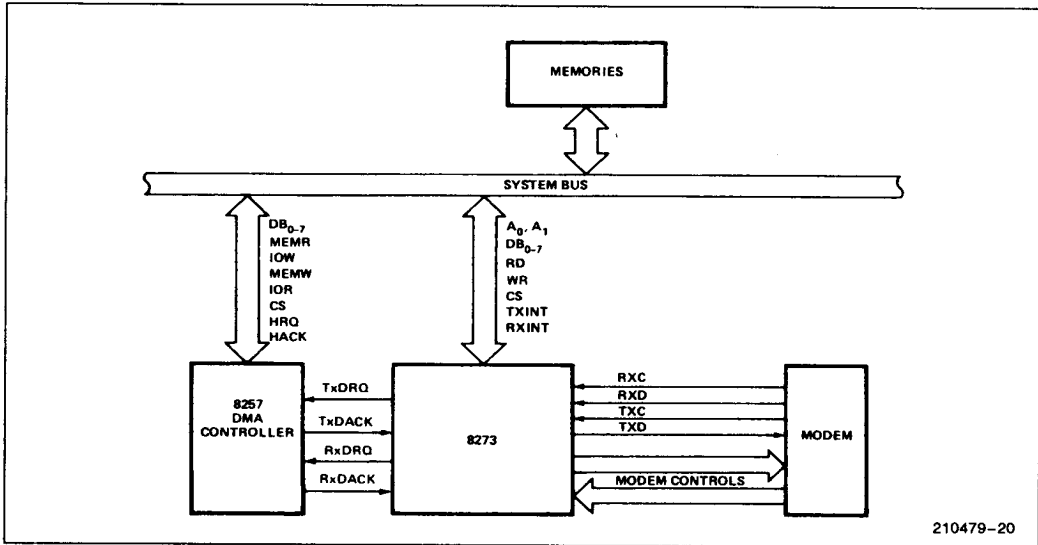 MEMORIES
SYSTEM BUS
DB0-7
MEMR
IOW
MEMW
IOR
CS
HRQ
HACK
A0, A1
DB0-7
RD
WR
CS
TXINT
RXINT
8257
DMA
CONTROLLER
TxDRQ
TxDACK
RxDRQ
RxDACK
8273
RXC
RXD
TXC
TXD
MODEM CONTROLS
MODEM
210479-20